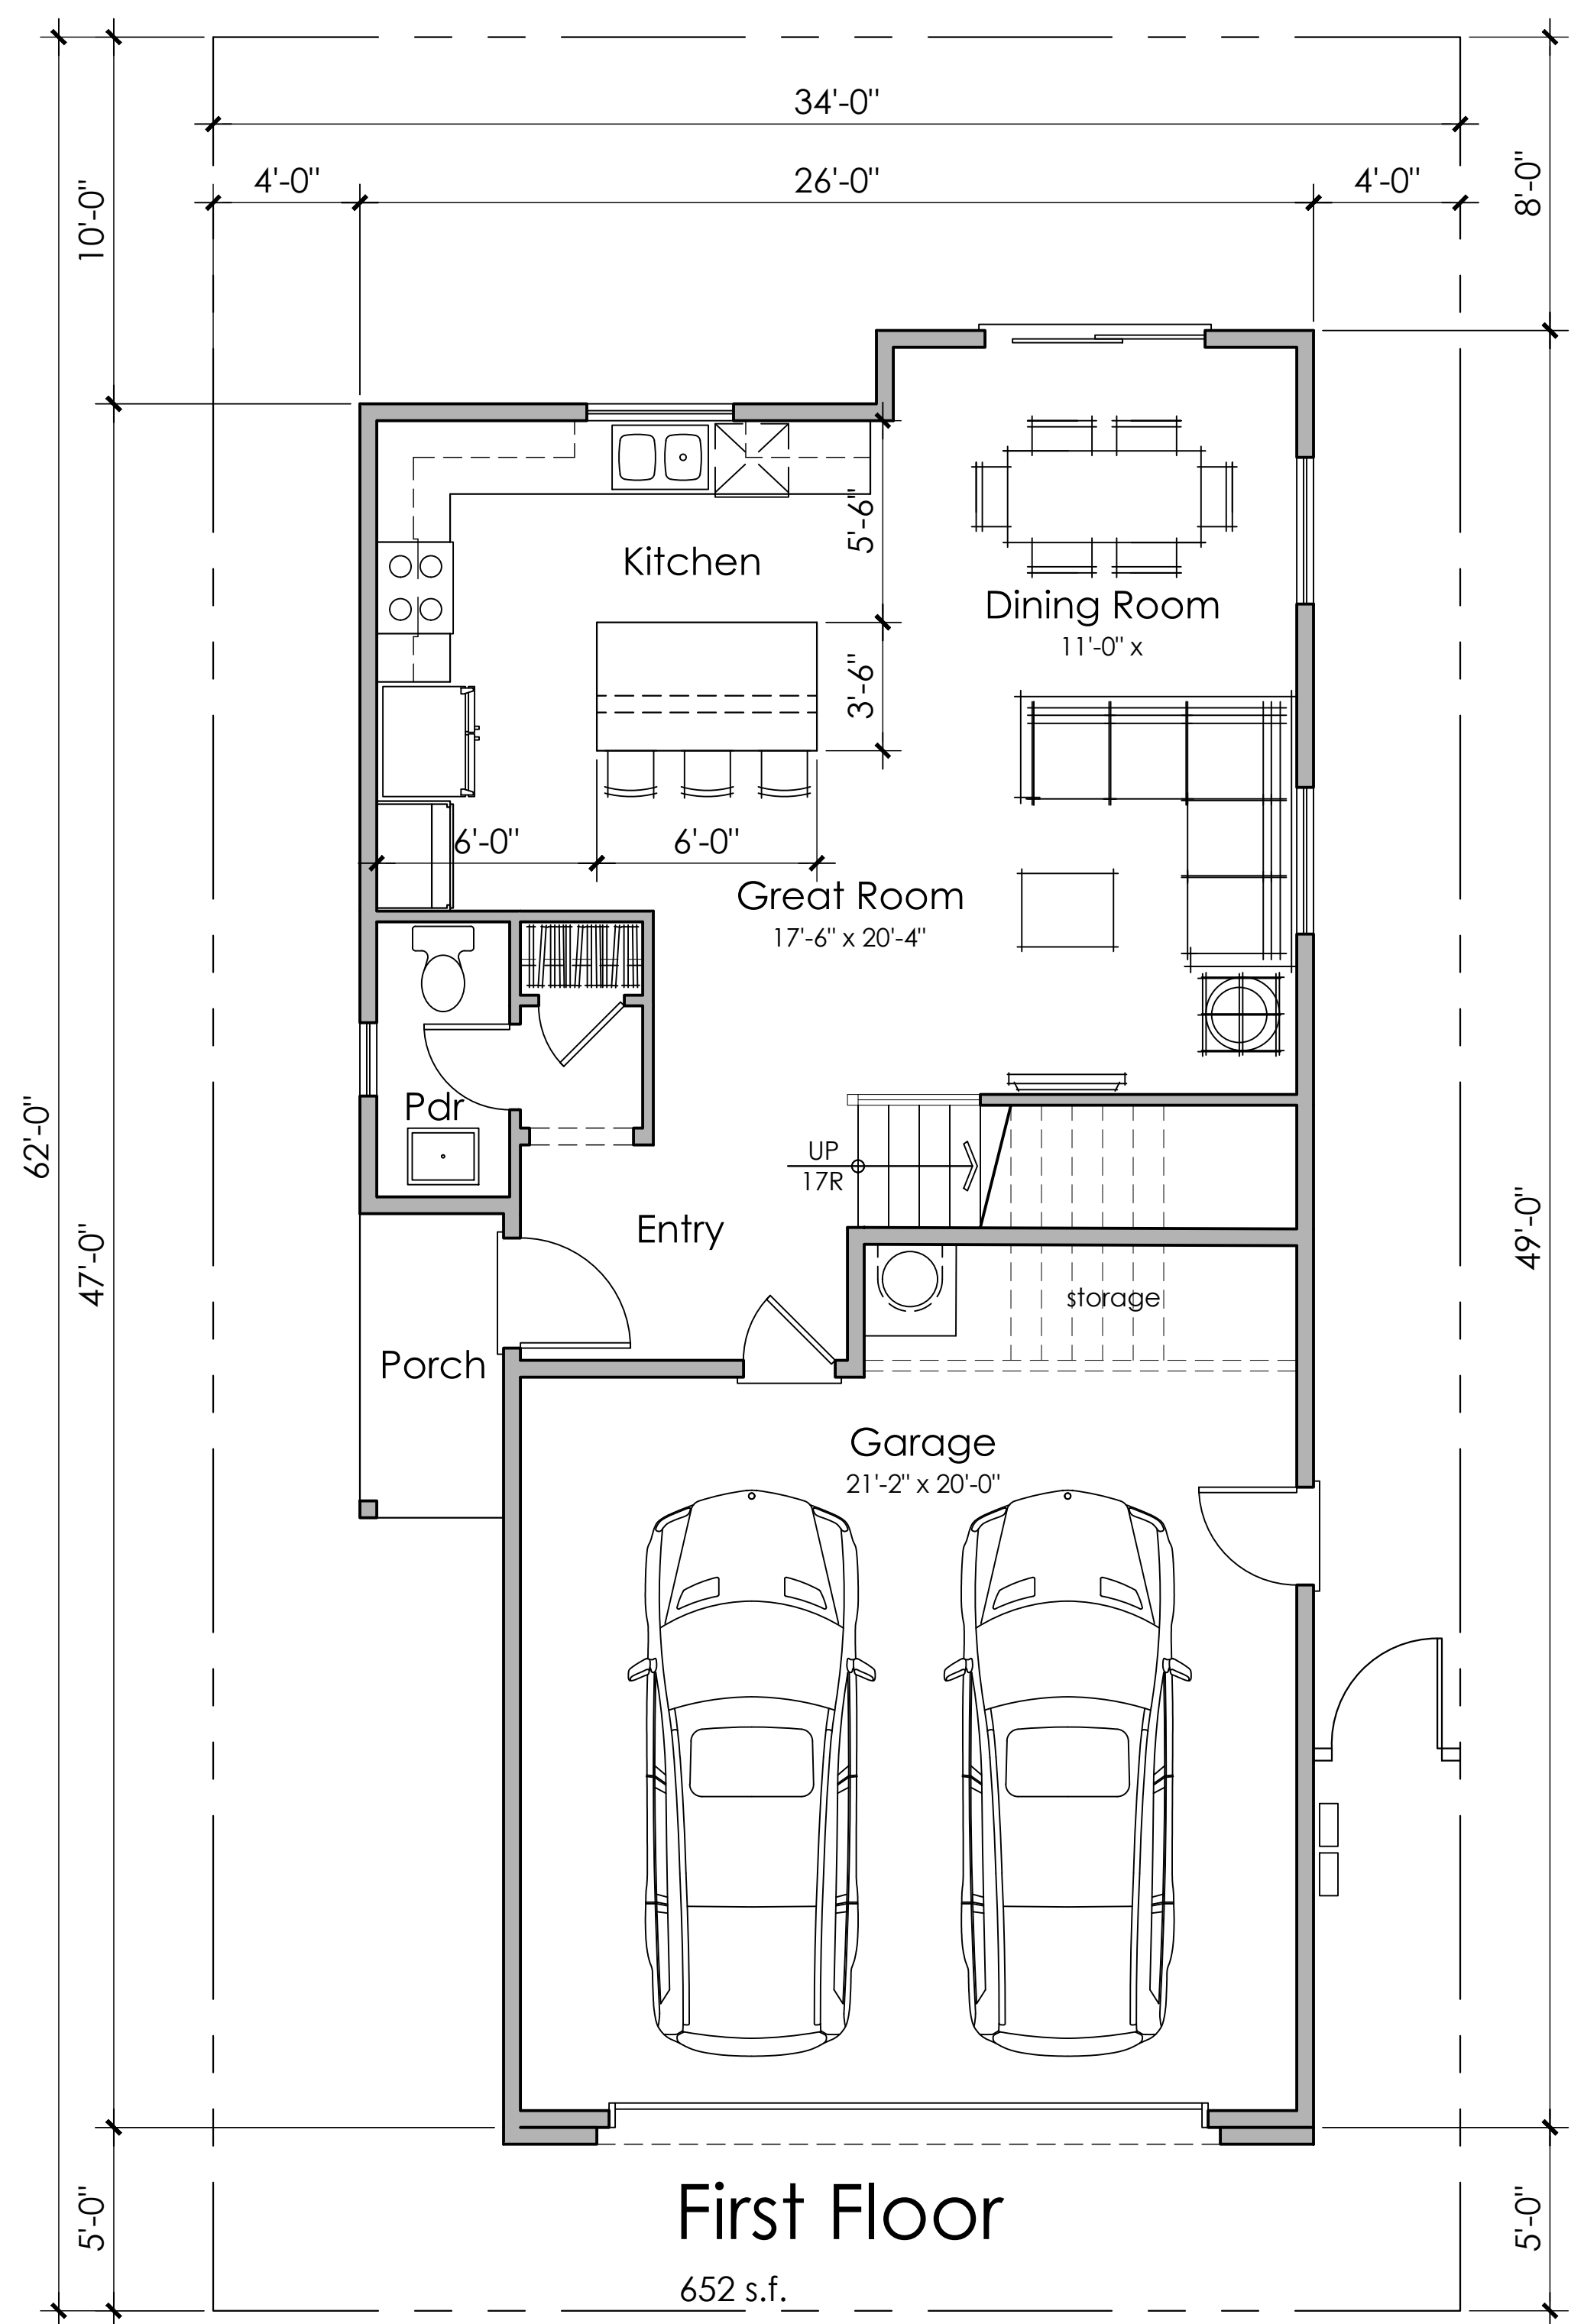 34'-0"
4'-0"
26'-0"
4'-0"
10'-0"
8'-0"
Kitchen
5'-6"
Dining Room
11'-0" x
3'-6"
6'-0"
6'-0"
Great Room
17'-6" x 20'-4"
Pdr
UP
17R
62'-0"
47'-0"
49'-0"
Entry
storage
Porch
Garage
21'-2" x 20'-0"
5'-0"
5'-0"
First Floor
652 s.f.